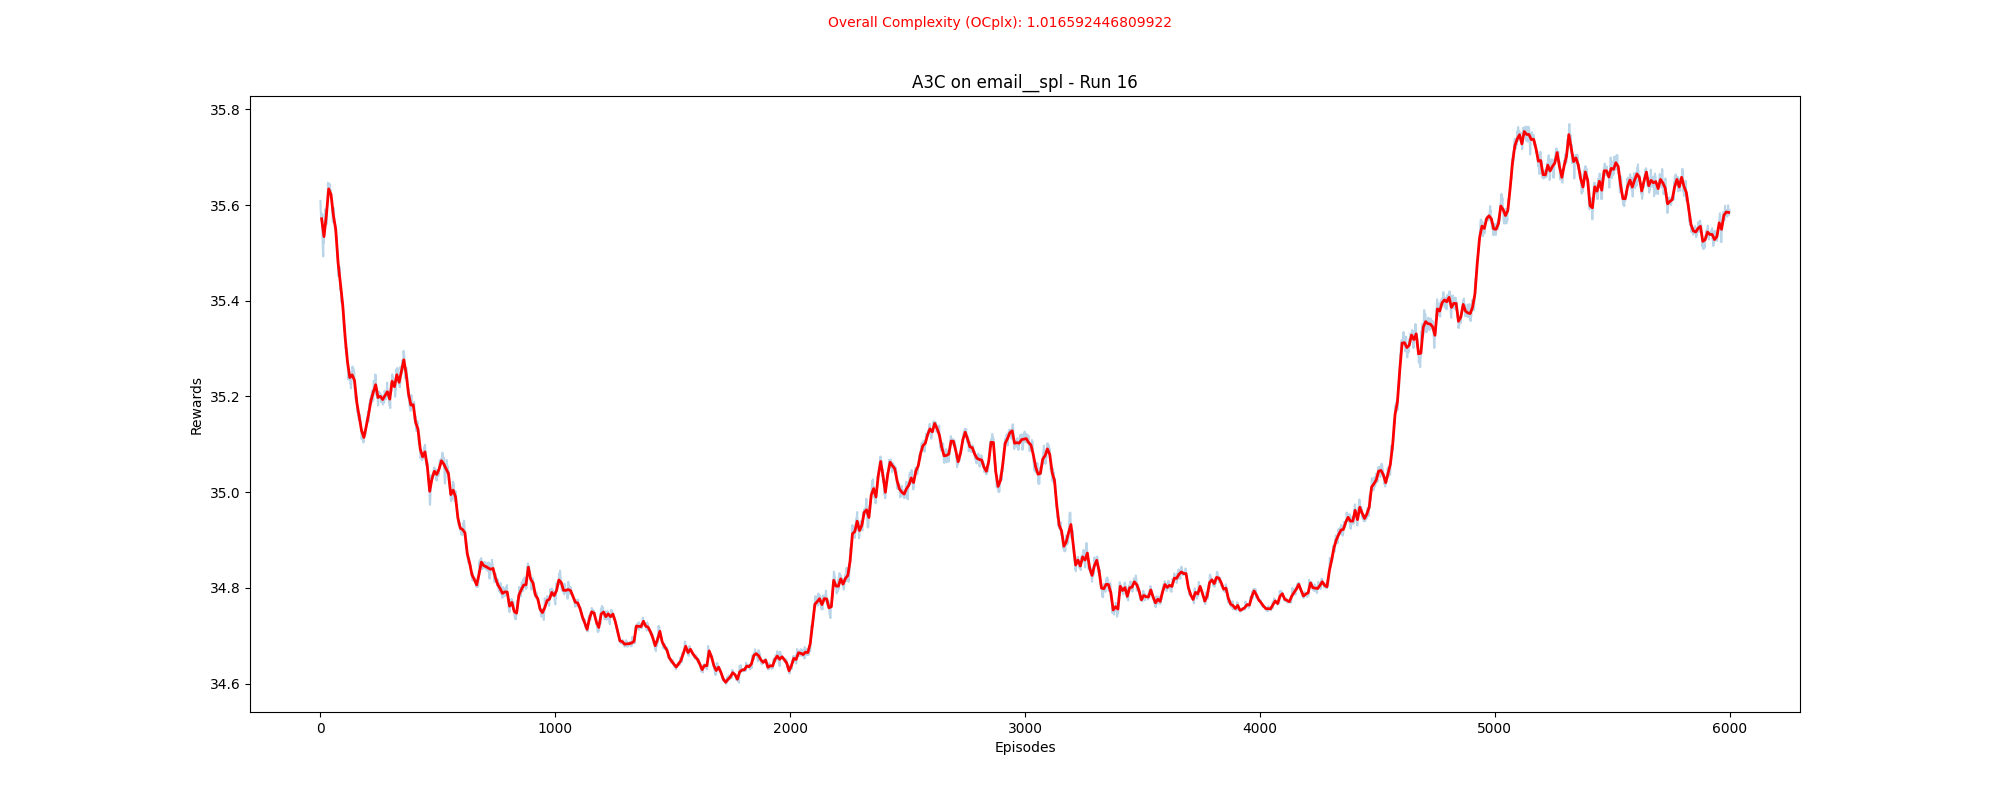 Overall Complexity (OCplx): 1.016592446809922
A3C on email__spl - Run 16
35.8
35.6
35.4
35.2
35.0
34.8
34.6
Rewards
0 1000 2000 3000 4000 5000 6000
Episodes